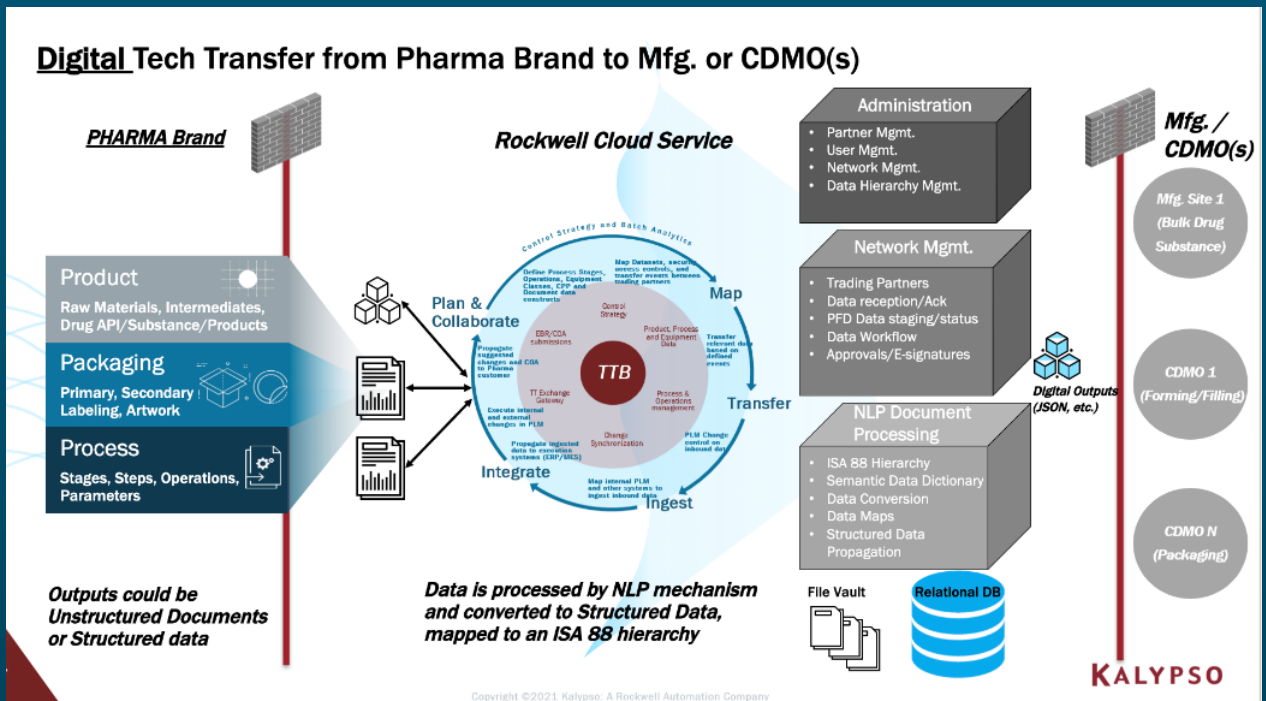 Digital Tech Transfer from Pharma Brand to Mfg. or CDMO(s)
PHARMA Brand
Product
Raw Materials, Intermediates,
Drug API/Substance/Products
Packaging
Primary, Secondary
Labeling, Artwork
Process
Stages, Steps, Operations,
Parameters
Outputs could be
Unstructured Documents
or Structured data
Rockwell Cloud Service
Control Strategy and Batch Analytics
Plan &
Collaborate
Define Process Stages,
Operations, Equipment
Classes, CPP and
Document data
constructs
Map Datasets, security
access controls, and
transfer events between
trading partners
Map
Transfer
relevant data
based on
defined
events
Transfer
PLM Change
control on
inbound data
Ingest
Map internal PLM
and other systems to
ingest inbound data
Integrate
Propagate ingested
data to execution
systems (ERP/MES)
Execute internal
and external
changes in PLM
Propagate
suggested
changes and COA
to Pharma
customer
Control
Strategy
Product, Process
and Equipment
Data
Process &
Operations
management
Change
Synchronization
TT Exchange
Gateway
EBR/COA
submissions
TTB
Data is processed by NLP mechanism
and converted to Structured Data,
mapped to an ISA 88 hierarchy
Administration
• Partner Mgmt.
• User Mgmt.
• Network Mgmt.
• Data Hierarchy Mgmt.
Network Mgmt.
• Trading Partners
• Data reception/Ack
• PFD Data staging/status
• Data Workflow
• Approvals/E-signatures
NLP Document
Processing
• ISA 88 Hierarchy
• Semantic Data Dictionary
• Data Conversion
• Data Maps
• Structured Data
Propagation
File Vault
Relational DB
Digital Outputs
(JSON, etc.)
Mfg. /
CDMO(s)
Mfg. Site 1
(Bulk Drug
Substance)
CDMO 1
(Forming/Filling)
CDMO N
(Packaging)
KALYPSO
Copyright ©2021 Kalypso: A Rockwell Automation Company